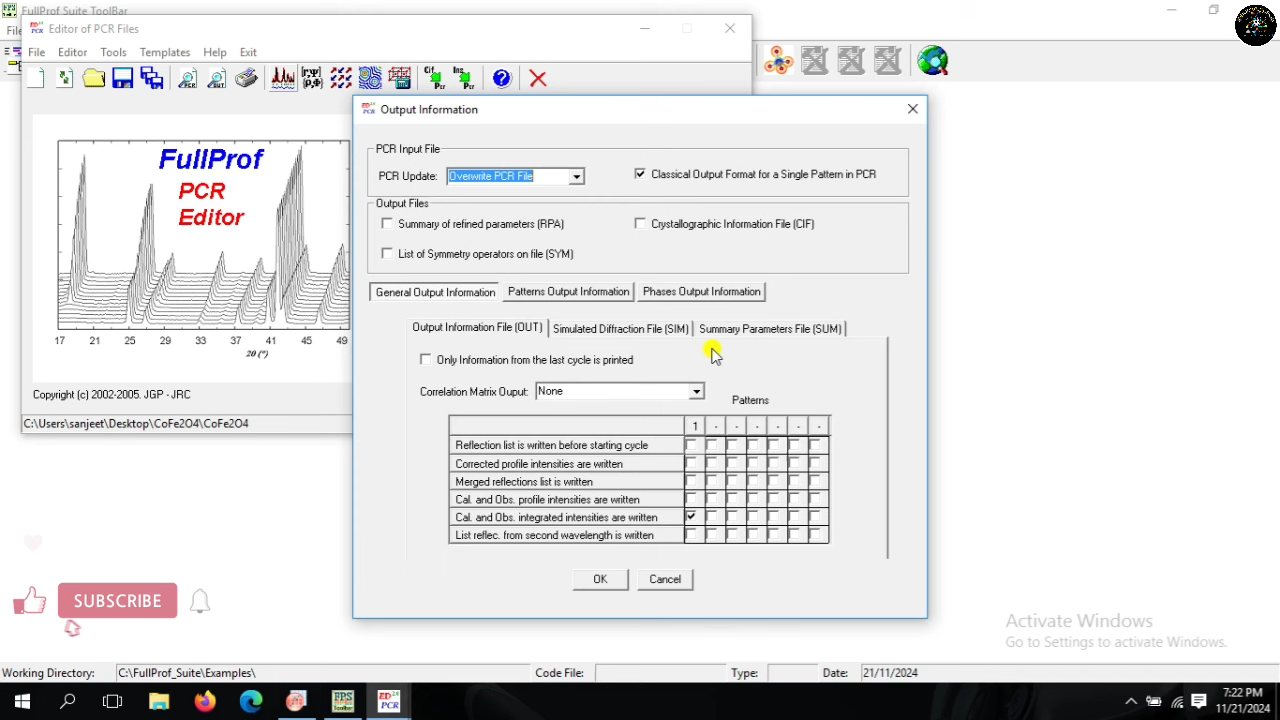 FullProf Suite ToolBar
Editor of PCR Files
File Editor Tools Templates Help Exit
Output Information
PCR Input File
PCR Update: Overwrite PCR File
Classical Output Format for a Single Pattern in PCR
Output Files
Summary of refined parameters (RPA)
Crystallographic Information File (CIF)
List of Symmetry operators on file (SYM)
General Output Information
Patterns Output Information
Phases Output Information
Output Information File (OUT)
Simulated Diffraction File (SIM)
Summary Parameters File (SUM)
Only Information from the last cycle is printed
Correlation Matrix Ouput: None
Patterns
1 - - - - - -
Reflection list is written before starting cycle
Corrected profile intensities are written
Merged reflections list is written
Cal. and Obs. profile intensities are written
Cal. and Obs. integrated intensities are written
List reflec. from second wavelength is written
OK Cancel
FullProf
PCR
Editor
17 21 25 29 33 37 41 45 49
2θ (°)
Copyright (c) 2002-2005. JGP - JRC
C:\Users\sanjeet\Desktop\CoFe2O4\CoFe2O4
SUBSCRIBE
Activate Windows
Go to Settings to activate Windows.
Working Directory: C:\FullProf_Suite\Examples\ Code File: Type: Date: 21/11/2024
7:22 PM
11/21/2024